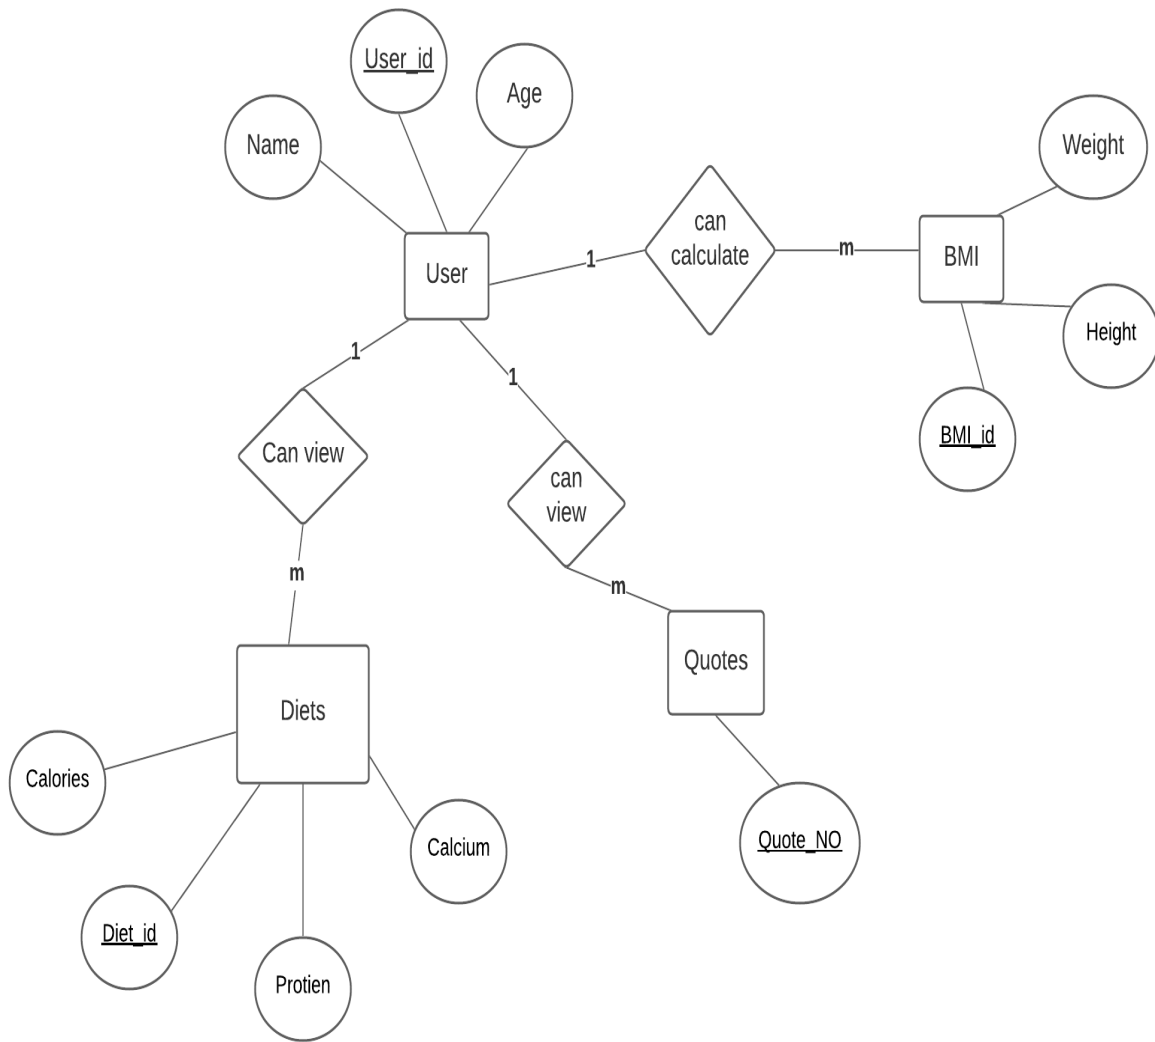 User_id
Age
Name
Weight
can
calculate
BMI
User
1
m
Height
1
1
BMI_id
Can view
can
view
m
m
Quotes
Diets
Calories
Calcium
Quote_NO
Diet_id
Protien